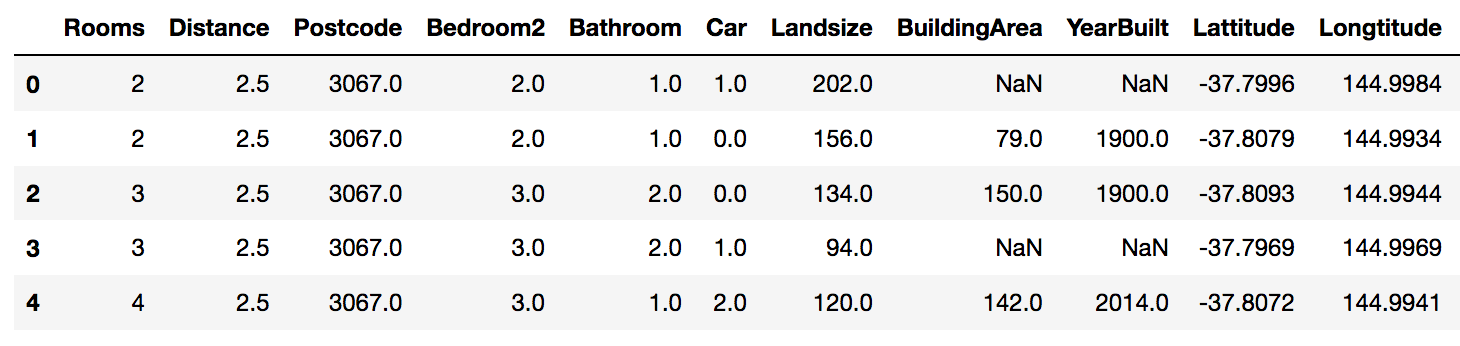 Rooms Distance Postcode Bedroom2 Bathroom Car Landsize BuildingArea YearBuilt Lattitude Longtitude
0 2 2.5 3067.0 2.0 1.0 1.0 202.0 NaN NaN -37.7996 144.9984
1 2 2.5 3067.0 2.0 1.0 0.0 156.0 79.0 1900.0 -37.8079 144.9934
2 3 2.5 3067.0 3.0 2.0 0.0 134.0 150.0 1900.0 -37.8093 144.9944
3 3 2.5 3067.0 3.0 2.0 1.0 94.0 NaN NaN -37.7969 144.9969
4 4 2.5 3067.0 3.0 1.0 2.0 120.0 142.0 2014.0 -37.8072 144.9941